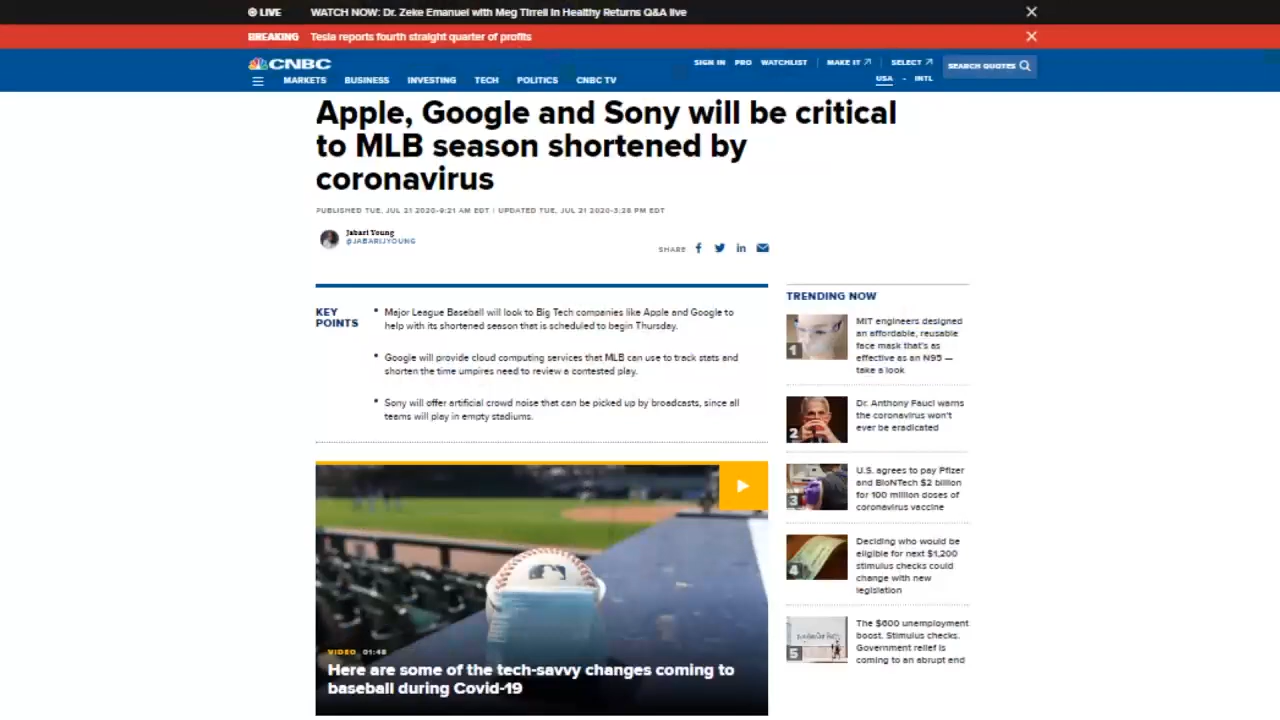 LIVE WATCH NOW: Dr. Zeke Emanuel with Meg Tirrell in Healthy Returns Q&A live
BREAKING Tesla reports fourth straight quarter of profits
CNBC
SIGN IN PRO WATCHLIST MAKE IT SELECT
USA - INTL
SEARCH QUOTES
MARKETS BUSINESS INVESTING TECH POLITICS CNBC TV
Apple, Google and Sony will be critical
to MLB season shortened by
coronavirus
PUBLISHED TUE, JUL 21 2020-9:21 AM EDT | UPDATED TUE, JUL 21 2020-3:28 PM EDT
Jabari Young
@JABARIJYOUNG
SHARE
KEY
POINTS
Major League Baseball will look to Big Tech companies like Apple and Google to
help with its shortened season that is scheduled to begin Thursday.
Google will provide cloud computing services that MLB can use to track stats and
shorten the time umpires need to review a contested play.
Sony will offer artificial crowd noise that can be picked up by broadcasts, since all
teams will play in empty stadiums.
VIDEO 01:48
Here are some of the tech-savvy changes coming to
baseball during Covid-19
TRENDING NOW
1
MIT engineers designed
an affordable, reusable
face mask that's as
effective as an N95 —
take a look
2
Dr. Anthony Fauci warns
the coronavirus won't
ever be eradicated
3
U.S. agrees to pay Pfizer
and BioNTech $2 billion
for 100 million doses of
coronavirus vaccine
4
Deciding who would be
eligible for next $1,200
stimulus checks could
change with new
legislation
5
The $600 unemployment
boost. Stimulus checks.
Government relief is
coming to an abrupt end